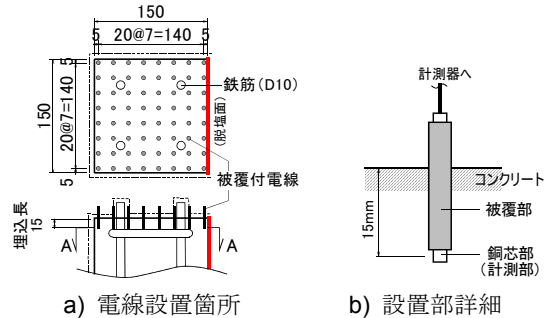 150
5
20@7=140
5
150
20@7=140
5
5
鉄筋(D10)
(脱塩面)
被覆付電線
埋込長
15
A
A
a) 電線設置箇所
計測器へ
コンクリート
15mm
被覆部
銅芯部
(計測部)
b) 設置部詳細